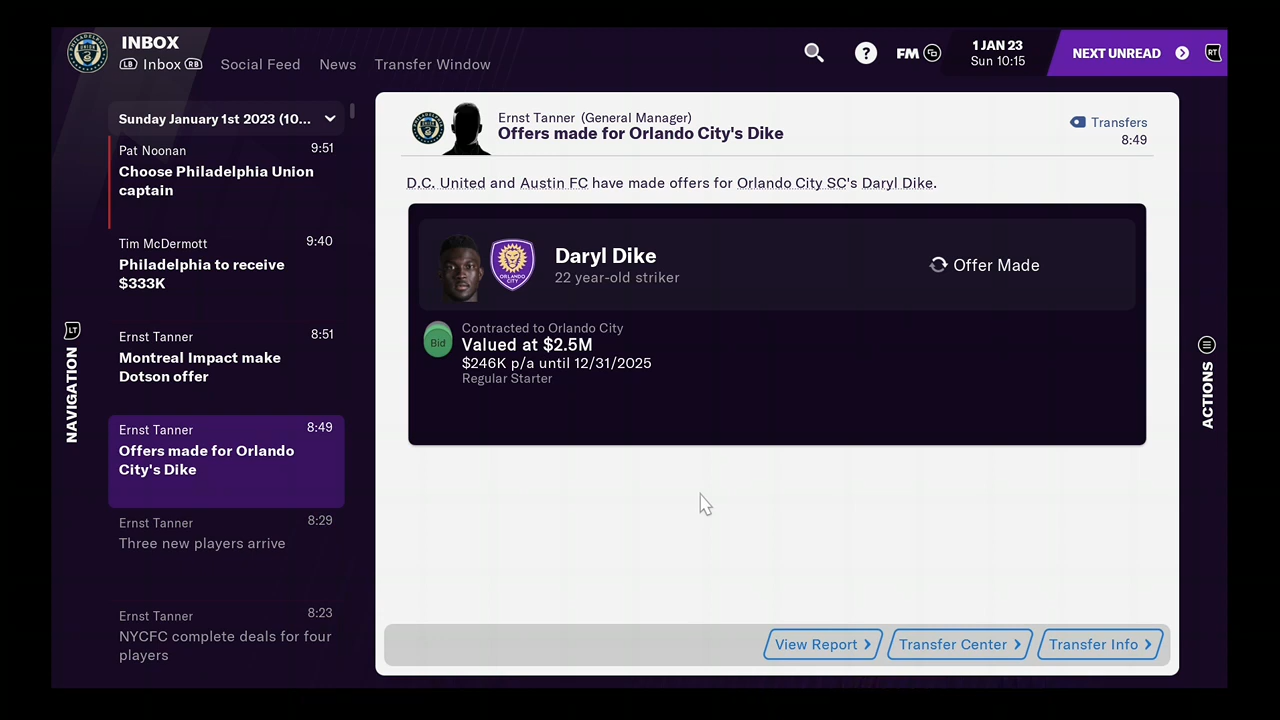 INBOX
LB Inbox RB
Social Feed
News
Transfer Window
FM
1 JAN 23
Sun 10:15
NEXT UNREAD
RT
Sunday January 1st 2023 (10...
Pat Noonan
9:51
Choose Philadelphia Union
captain
Tim McDermott
9:40
Philadelphia to receive
$333K
Ernst Tanner
8:51
Montreal Impact make
Dotson offer
Ernst Tanner
8:49
Offers made for Orlando
City's Dike
Ernst Tanner
8:29
Three new players arrive
Ernst Tanner
8:23
NYCFC complete deals for four
players
LT
NAVIGATION
Ernst Tanner (General Manager)
Offers made for Orlando City's Dike
Transfers
8:49
D.C. United and Austin FC have made offers for Orlando City SC's Daryl Dike.
ORLANDO
CITY
Daryl Dike
22 year-old striker
Offer Made
Bid
Contracted to Orlando City
Valued at $2.5M
$246K p/a until 12/31/2025
Regular Starter
View Report
Transfer Center
Transfer Info
ACTIONS